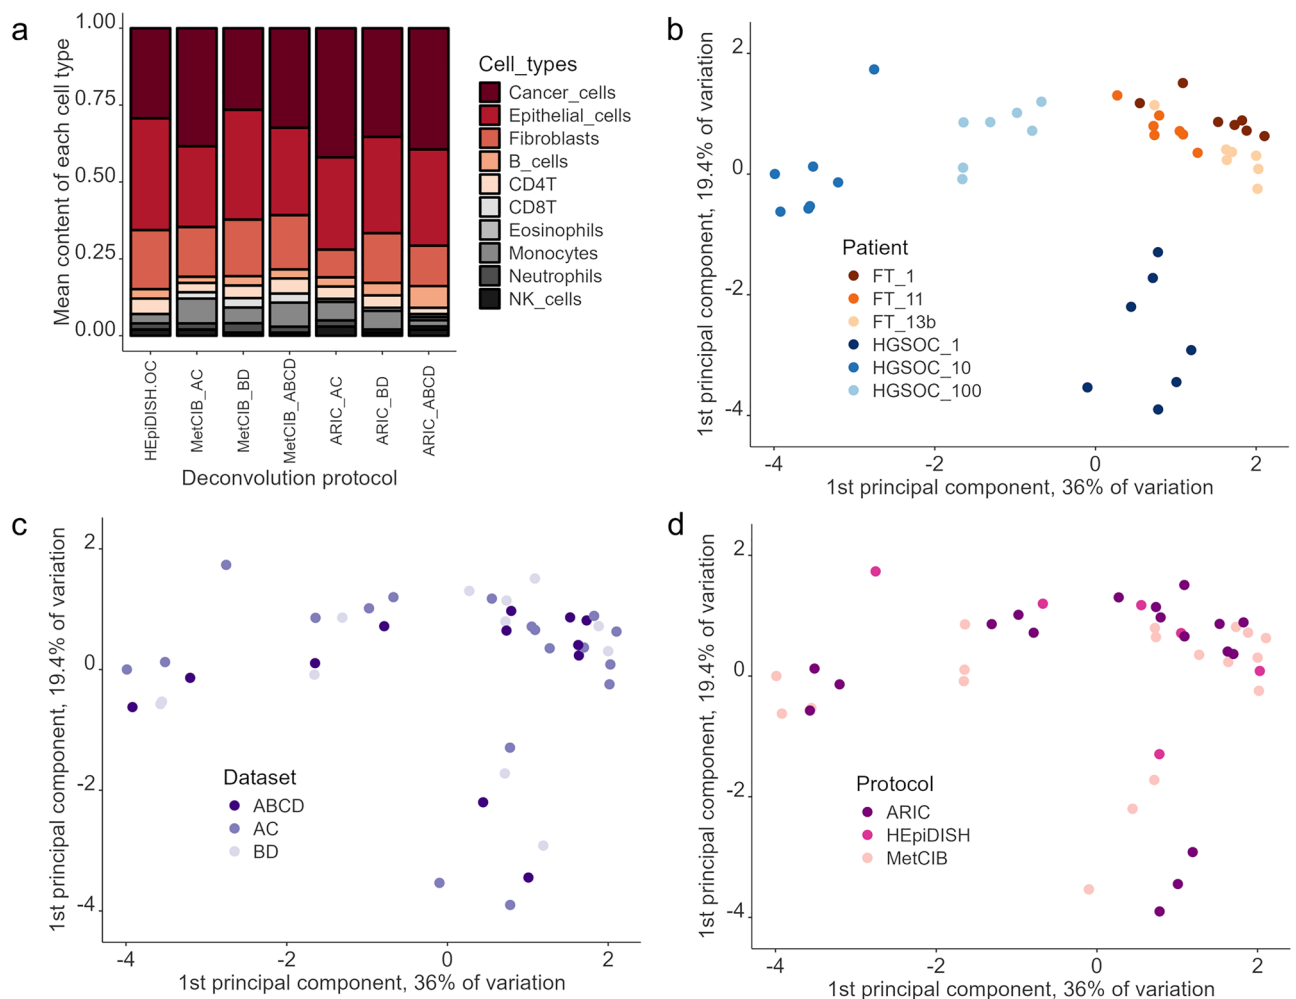 a
1.00
0.75
0.50
0.25
0.00
Mean content of each cell type
HEpiDISH.OC
MetCIB_AC
MetCIB_BD
MetCIB_ABCD
ARIC_AC
ARIC_BD
ARIC_ABCD
Deconvolution protocol
Cell_types
Cancer_cells
Epithelial_cells
Fibroblasts
B_cells
CD4T
CD8T
Eosinophils
Monocytes
Neutrophils
NK_cells
b
2
0
-2
-4
1st principal component, 19.4% of variation
Patient
FT_1
FT_11
FT_13b
HGSOC_1
HGSOC_10
HGSOC_100
-4
-2
0
2
1st principal component, 36% of variation
c
2
0
-2
-4
1st principal component, 19.4% of variation
Dataset
ABCD
AC
BD
-4
-2
0
2
1st principal component, 36% of variation
d
2
0
-2
-4
1st principal component, 19.4% of variation
Protocol
ARIC
HEpiDISH
MetCIB
-4
-2
0
2
1st principal component, 36% of variation